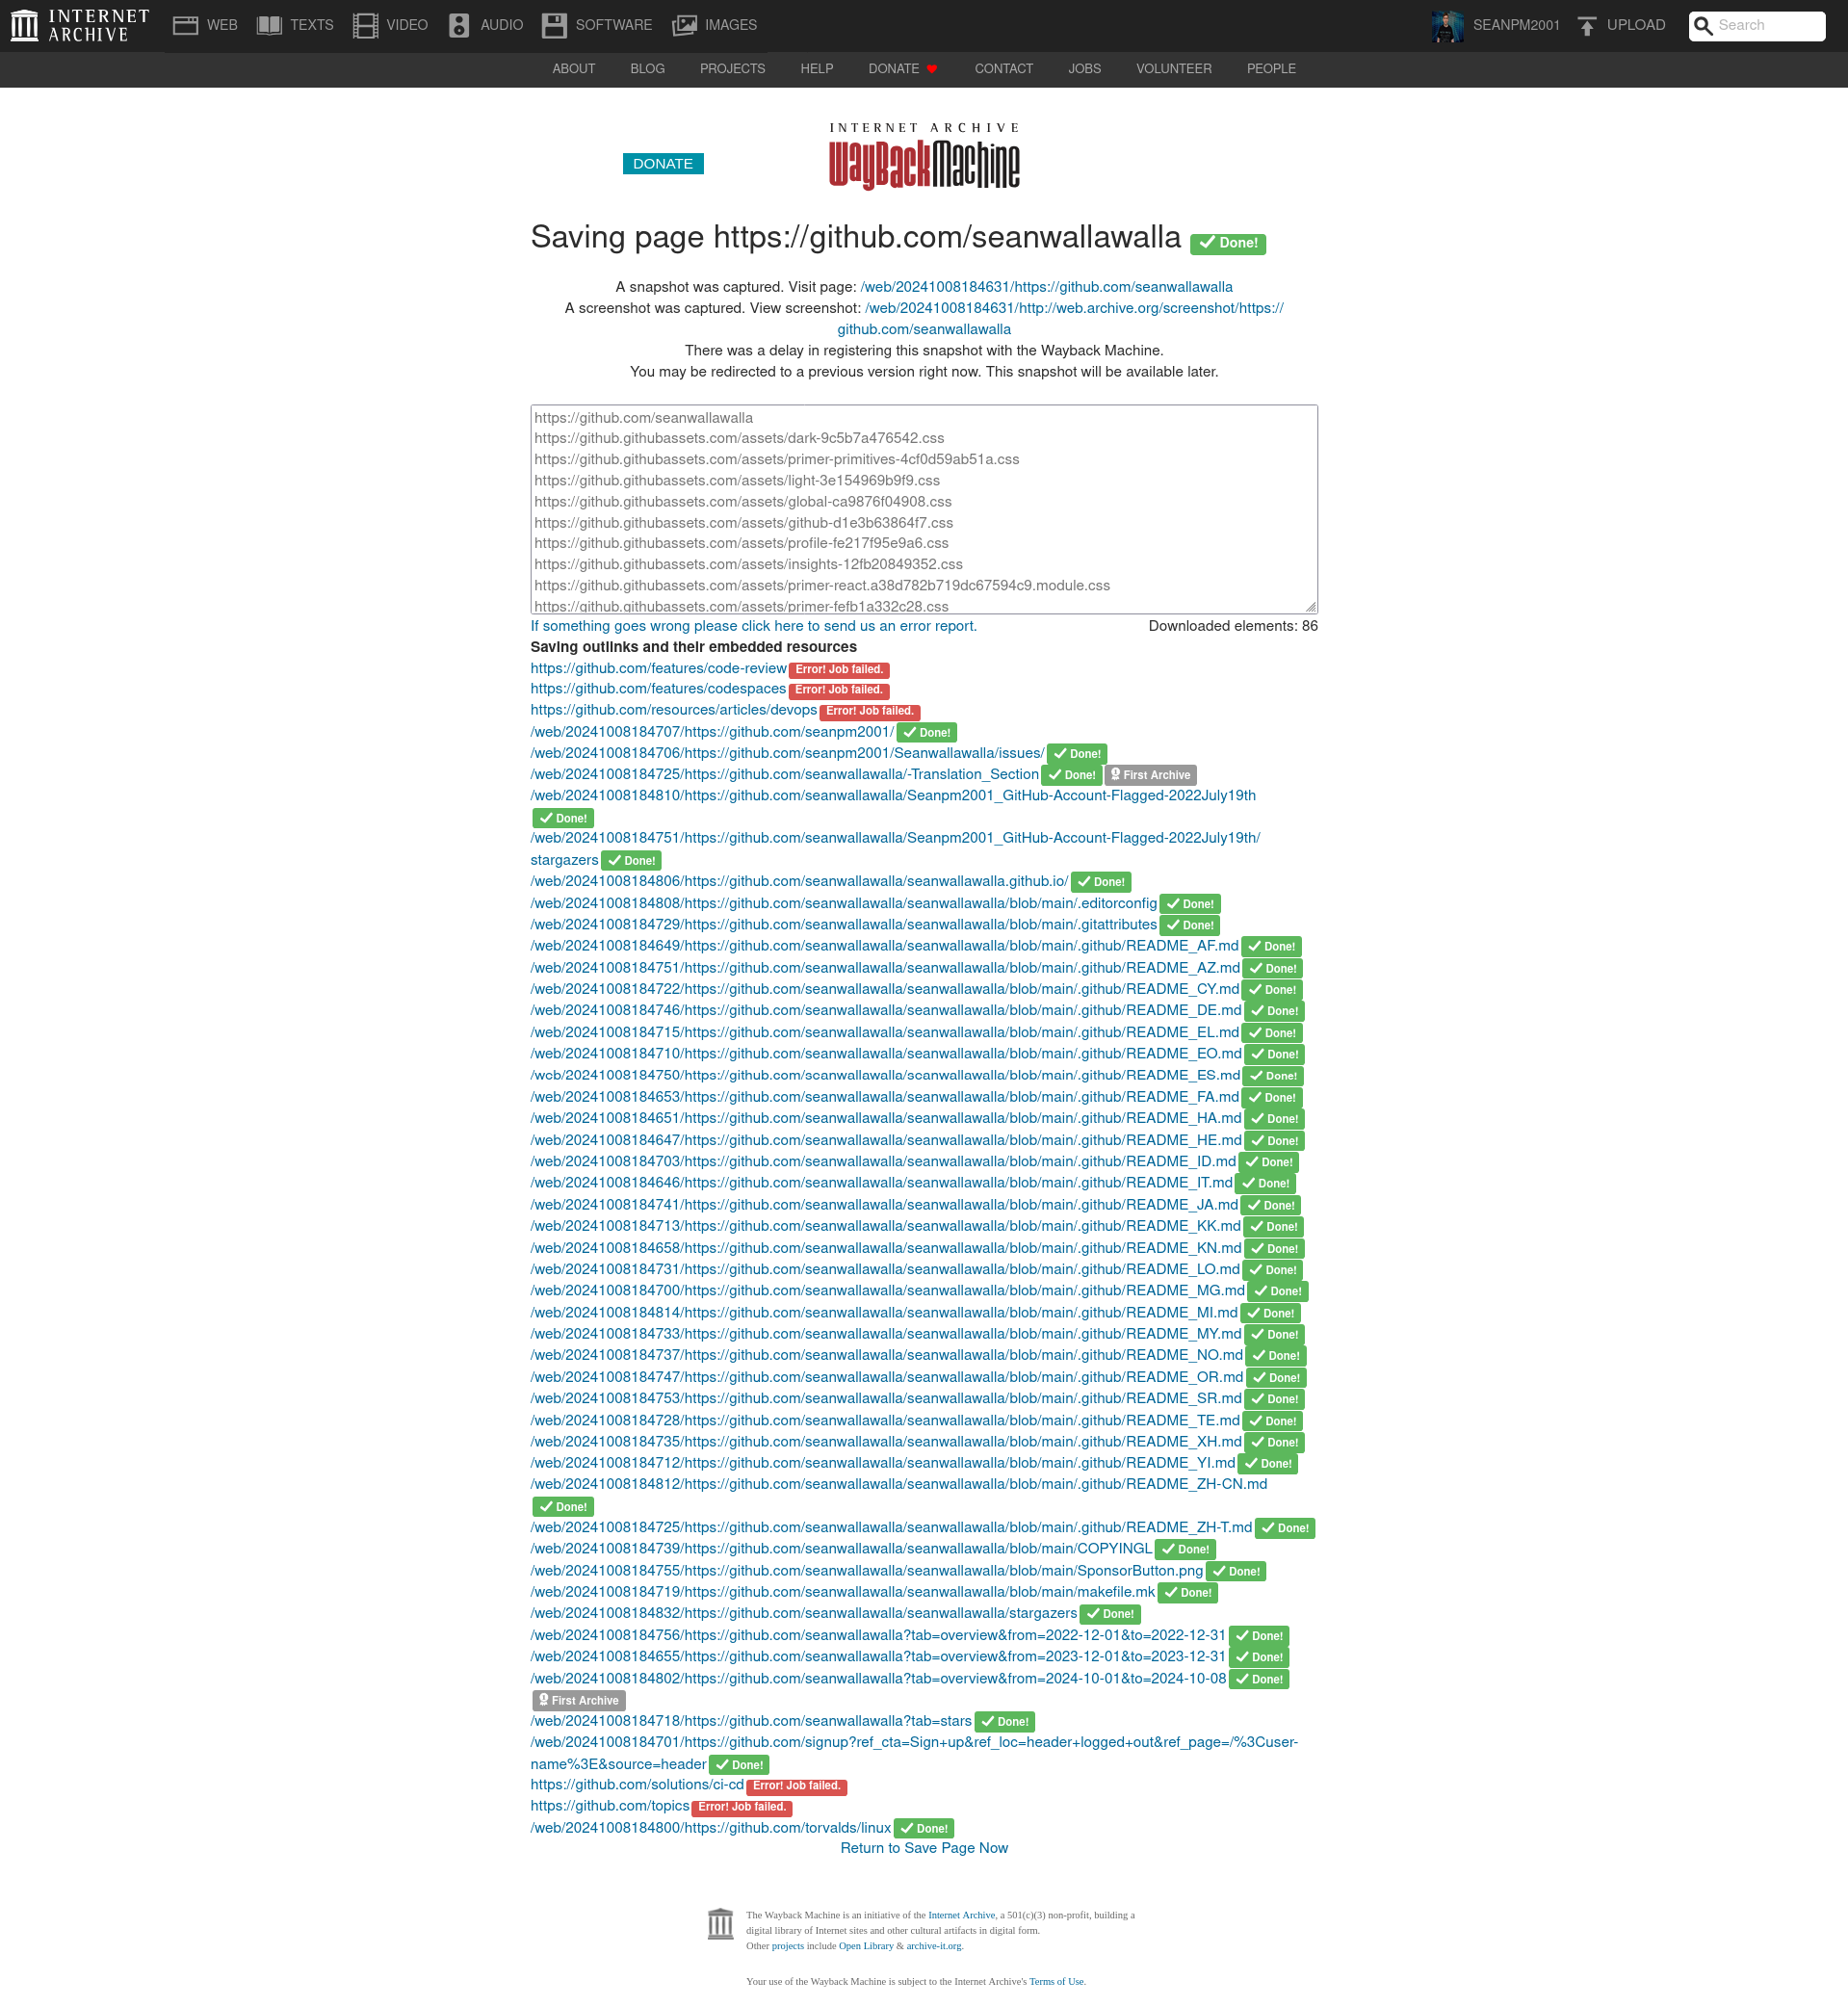 INTERNET ARCHIVE
WEB TEXTS VIDEO AUDIO SOFTWARE IMAGES SEANPM2001 UPLOAD Search
ABOUT BLOG PROJECTS HELP DONATE CONTACT JOBS VOLUNTEER PEOPLE
INTERNET ARCHIVE
DONATE
WayBackMachine
Saving page https://github.com/seanwallawalla Done!
A snapshot was captured. Visit page: /web/20241008184631/https://github.com/seanwallawalla
A screenshot was captured. View screenshot: /web/20241008184631/http://web.archive.org/screenshot/https://
github.com/seanwallawalla
There was a delay in registering this snapshot with the Wayback Machine.
You may be redirected to a previous version right now. This snapshot will be available later.
https://github.com/seanwallawalla
https://github.githubassets.com/assets/dark-9c5b7a476542.css
https://github.githubassets.com/assets/primer-primitives-4cf0d59ab51a.css
https://github.githubassets.com/assets/light-3e154969b9f9.css
https://github.githubassets.com/assets/global-ca9876f04908.css
https://github.githubassets.com/assets/github-d1e3b63864f7.css
https://github.githubassets.com/assets/profile-fe217f95e9a6.css
https://github.githubassets.com/assets/insights-12fb20849352.css
https://github.githubassets.com/assets/primer-react.a38d782b719dc67594c9.module.css
https://github.githubassets.com/assets/primer-fefb1a332c28.css
If something goes wrong please click here to send us an error report. Downloaded elements: 86
Saving outlinks and their embedded resources
https://github.com/features/code-review Error! Job failed.
https://github.com/features/codespaces Error! Job failed.
https://github.com/resources/articles/devops Error! Job failed.
/web/20241008184707/https://github.com/seanpm2001/ Done!
/web/20241008184706/https://github.com/seanpm2001/Seanwallawalla/issues/ Done!
/web/20241008184725/https://github.com/seanwallawalla/-Translation_Section Done! First Archive
/web/20241008184810/https://github.com/seanwallawalla/Seanpm2001_GitHub-Account-Flagged-2022July19th
Done!
/web/20241008184751/https://github.com/seanwallawalla/Seanpm2001_GitHub-Account-Flagged-2022July19th/
stargazers Done!
/web/20241008184806/https://github.com/seanwallawalla/seanwallawalla.github.io/ Done!
/web/20241008184808/https://github.com/seanwallawalla/seanwallawalla/blob/main/.editorconfig Done!
/web/20241008184729/https://github.com/seanwallawalla/seanwallawalla/blob/main/.gitattributes Done!
/web/20241008184649/https://github.com/seanwallawalla/seanwallawalla/blob/main/.github/README_AF.md Done!
/web/20241008184751/https://github.com/seanwallawalla/seanwallawalla/blob/main/.github/README_AZ.md Done!
/web/20241008184722/https://github.com/seanwallawalla/seanwallawalla/blob/main/.github/README_CY.md Done!
/web/20241008184746/https://github.com/seanwallawalla/seanwallawalla/blob/main/.github/README_DE.md Done!
/web/20241008184715/https://github.com/seanwallawalla/seanwallawalla/blob/main/.github/README_EL.md Done!
/web/20241008184710/https://github.com/seanwallawalla/seanwallawalla/blob/main/.github/README_EO.md Done!
/web/20241008184750/https://github.com/seanwallawalla/seanwallawalla/blob/main/.github/README_ES.md Done!
/web/20241008184653/https://github.com/seanwallawalla/seanwallawalla/blob/main/.github/README_FA.md Done!
/web/20241008184651/https://github.com/seanwallawalla/seanwallawalla/blob/main/.github/README_HA.md Done!
/web/20241008184647/https://github.com/seanwallawalla/seanwallawalla/blob/main/.github/README_HE.md Done!
/web/20241008184703/https://github.com/seanwallawalla/seanwallawalla/blob/main/.github/README_ID.md Done!
/web/20241008184646/https://github.com/seanwallawalla/seanwallawalla/blob/main/.github/README_IT.md Done!
/web/20241008184741/https://github.com/seanwallawalla/seanwallawalla/blob/main/.github/README_JA.md Done!
/web/20241008184713/https://github.com/seanwallawalla/seanwallawalla/blob/main/.github/README_KK.md Done!
/web/20241008184658/https://github.com/seanwallawalla/seanwallawalla/blob/main/.github/README_KN.md Done!
/web/20241008184731/https://github.com/seanwallawalla/seanwallawalla/blob/main/.github/README_LO.md Done!
/web/20241008184700/https://github.com/seanwallawalla/seanwallawalla/blob/main/.github/README_MG.md Done!
/web/20241008184814/https://github.com/seanwallawalla/seanwallawalla/blob/main/.github/README_MI.md Done!
/web/20241008184733/https://github.com/seanwallawalla/seanwallawalla/blob/main/.github/README_MY.md Done!
/web/20241008184737/https://github.com/seanwallawalla/seanwallawalla/blob/main/.github/README_NO.md Done!
/web/20241008184747/https://github.com/seanwallawalla/seanwallawalla/blob/main/.github/README_OR.md Done!
/web/20241008184753/https://github.com/seanwallawalla/seanwallawalla/blob/main/.github/README_SR.md Done!
/web/20241008184728/https://github.com/seanwallawalla/seanwallawalla/blob/main/.github/README_TE.md Done!
/web/20241008184735/https://github.com/seanwallawalla/seanwallawalla/blob/main/.github/README_XH.md Done!
/web/20241008184712/https://github.com/seanwallawalla/seanwallawalla/blob/main/.github/README_YI.md Done!
/web/20241008184812/https://github.com/seanwallawalla/seanwallawalla/blob/main/.github/README_ZH-CN.md
Done!
/web/20241008184725/https://github.com/seanwallawalla/seanwallawalla/blob/main/.github/README_ZH-T.md Done!
/web/20241008184739/https://github.com/seanwallawalla/seanwallawalla/blob/main/COPYINGL Done!
/web/20241008184755/https://github.com/seanwallawalla/seanwallawalla/blob/main/SponsorButton.png Done!
/web/20241008184719/https://github.com/seanwallawalla/seanwallawalla/blob/main/makefile.mk Done!
/web/20241008184832/https://github.com/seanwallawalla/seanwallawalla/stargazers Done!
/web/20241008184756/https://github.com/seanwallawalla?tab=overview&from=2022-12-01&to=2022-12-31 Done!
/web/20241008184655/https://github.com/seanwallawalla?tab=overview&from=2023-12-01&to=2023-12-31 Done!
/web/20241008184802/https://github.com/seanwallawalla?tab=overview&from=2024-10-01&to=2024-10-08 Done!
First Archive
/web/20241008184718/https://github.com/seanwallawalla?tab=stars Done!
/web/20241008184701/https://github.com/signup?ref_cta=Sign+up&ref_loc=header+logged+out&ref_page=/%3Cuser-
name%3E&source=header Done!
https://github.com/solutions/ci-cd Error! Job failed.
https://github.com/topics Error! Job failed.
/web/20241008184800/https://github.com/torvalds/linux Done!
Return to Save Page Now
The Wayback Machine is an initiative of the Internet Archive, a 501(c)(3) non-profit, building a
digital library of Internet sites and other cultural artifacts in digital form.
Other projects include Open Library & archive-it.org.
Your use of the Wayback Machine is subject to the Internet Archive's Terms of Use.